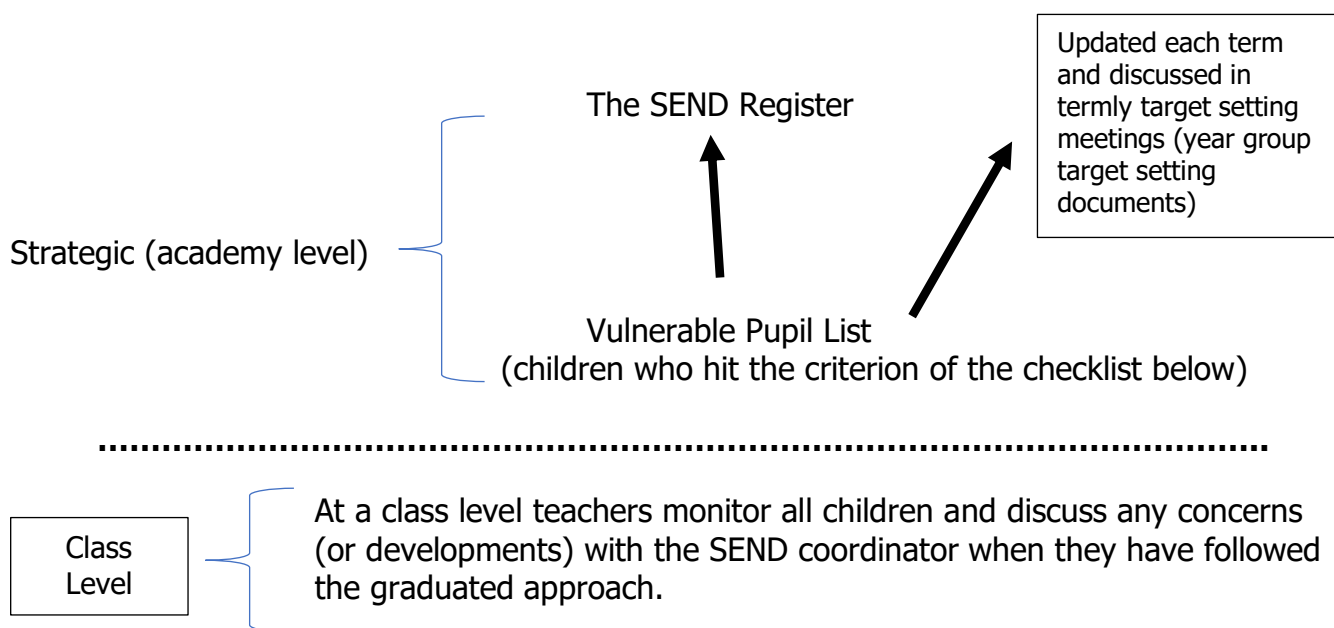 Updated each term
and discussed in
termly target setting
meetings (year group
target setting
documents)
The SEND Register
Strategic (academy level)
Vulnerable Pupil List
(children who hit the criterion of the checklist below)
Class
Level
At a class level teachers monitor all children and discuss any concerns
(or developments) with the SEND coordinator when they have followed
the graduated approach.